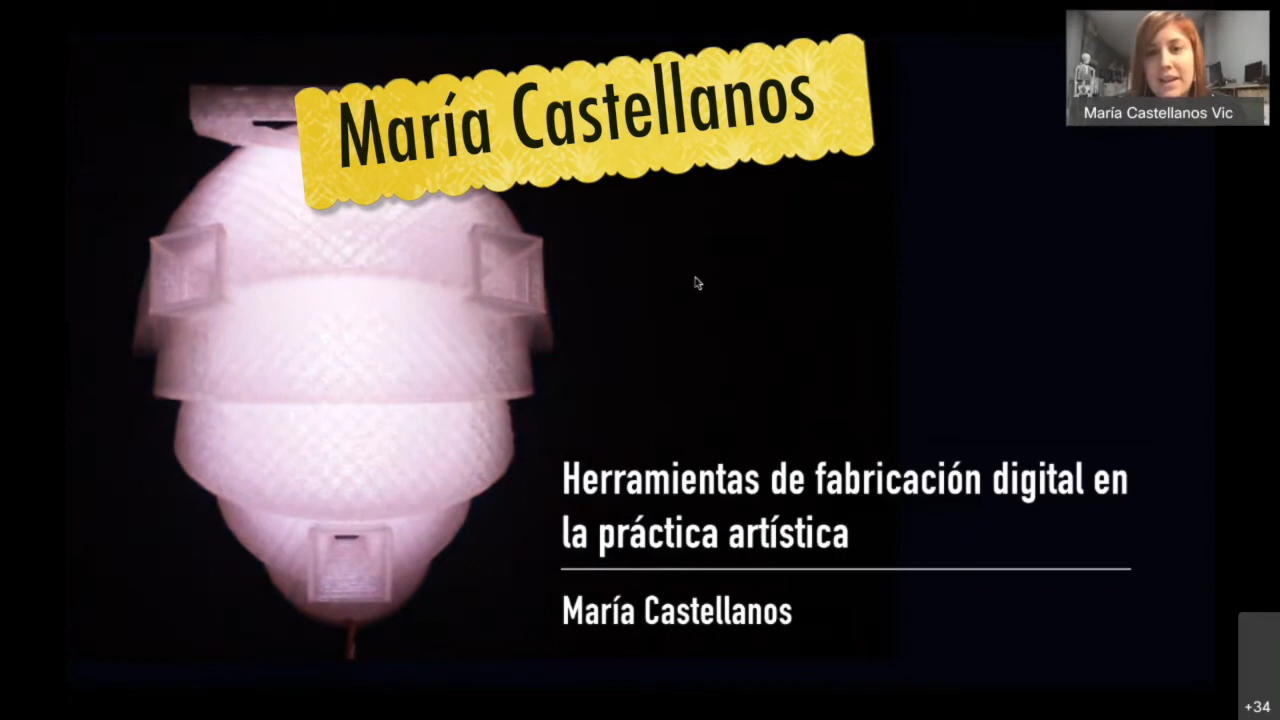 María Castellanos
María Castellanos Vic
Herramientas de fabricación digital en
la práctica artística
María Castellanos
+34